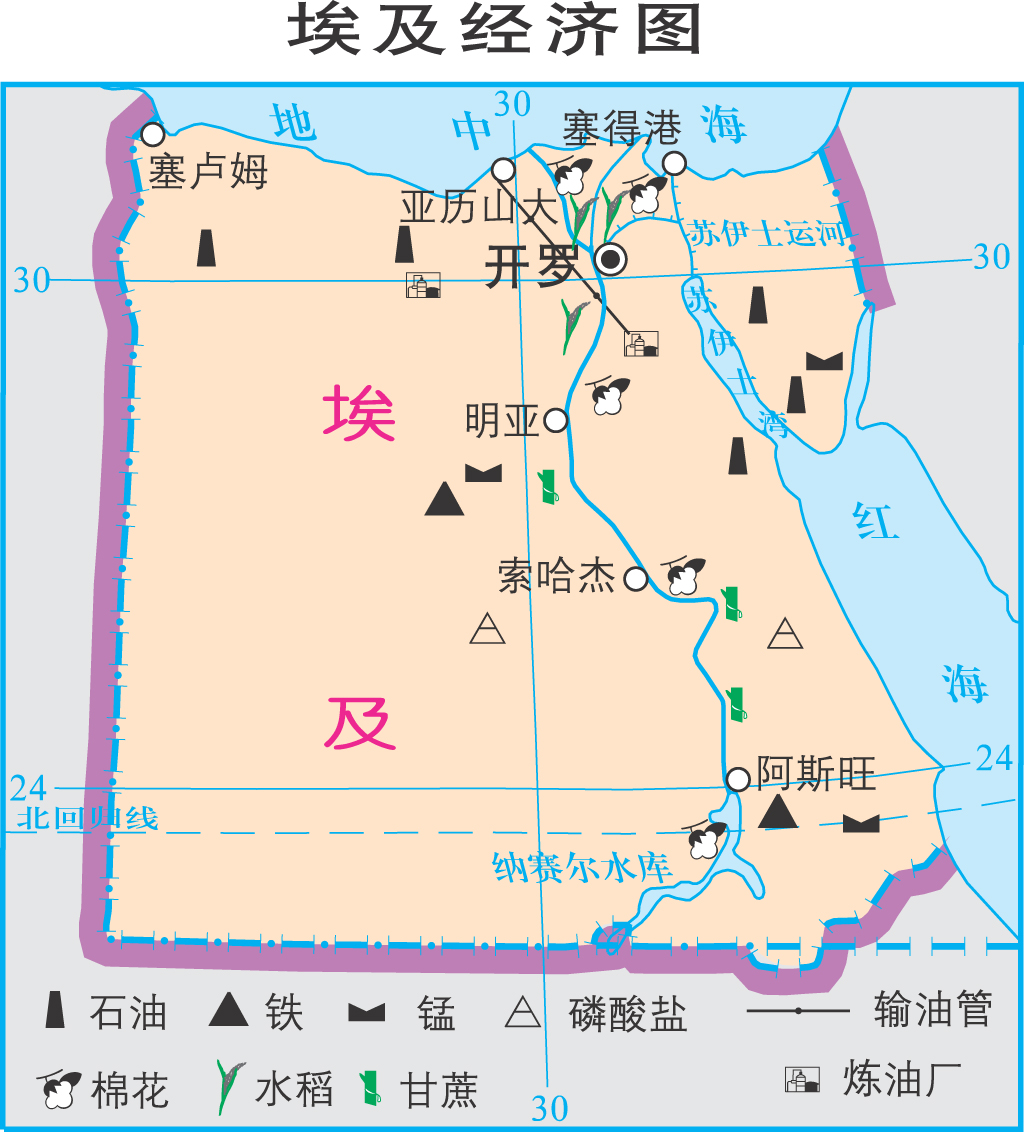 埃及经济图
30
地中海
塞得港
塞卢姆
亚历山大
苏伊士运河
开罗
30
30
苏伊士湾
埃及
明亚
红海
索哈杰
阿斯旺
24
24
北回归线
纳赛尔水库
石油
铁
锰
磷酸盐
输油管
棉花
水稻
甘蔗
炼油厂
30